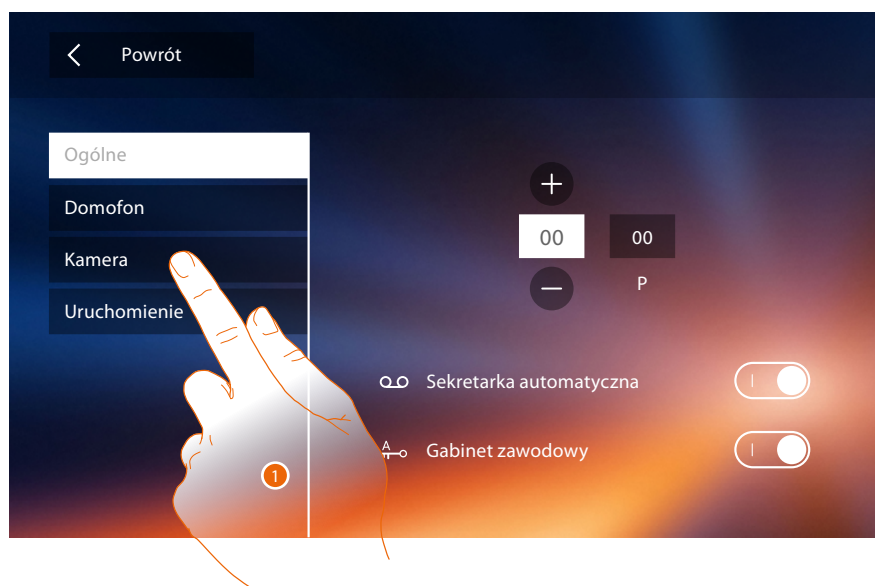 Powrót
Ogólne
Domofon
Kamera
Uruchomienie
00 00
P
Sekretarka automatyczna
A Gabinet zawodowy
1